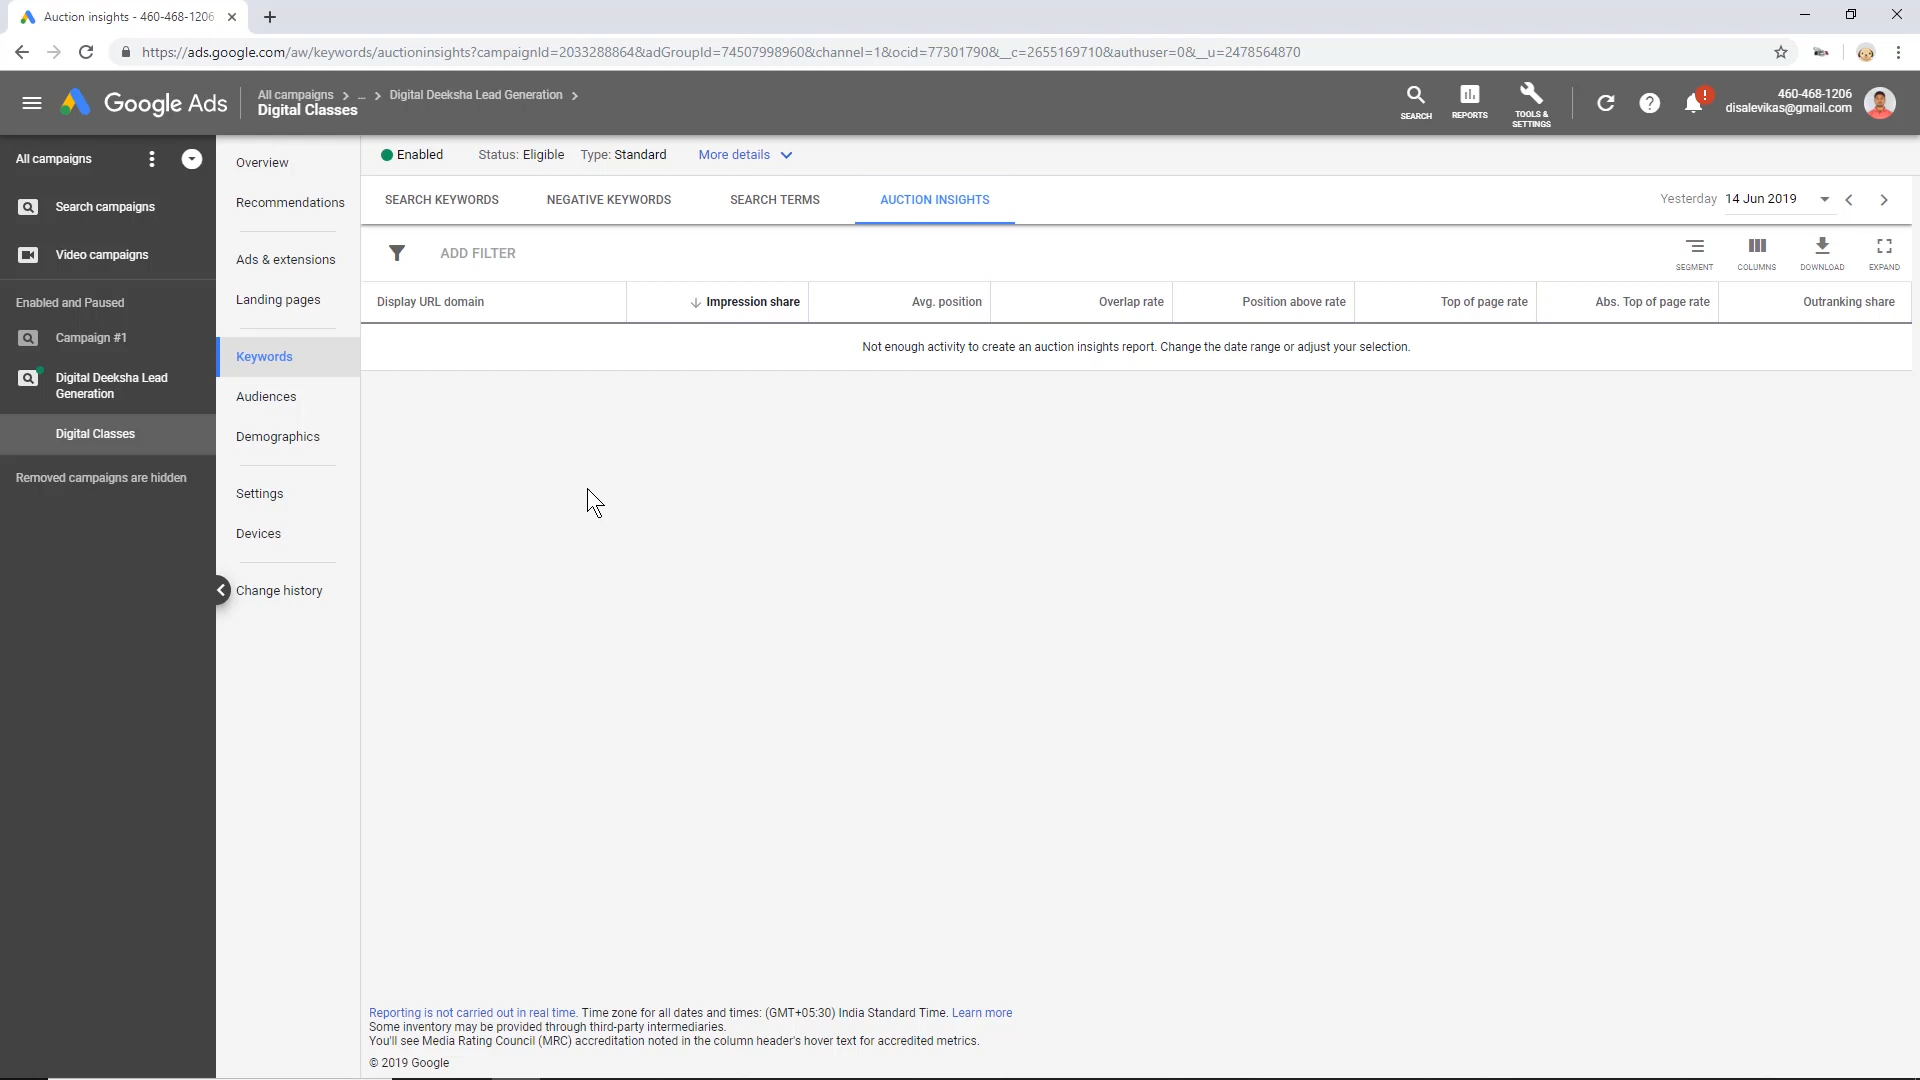 Auction insights - 460-468-1206
https://ads.google.com/aw/keywords/auctioninsights?campaignId=2033288864&adGroupId=74507998960&channel=1&ocid=77301790&__c=2655169710&authuser=0&__u=2478564870
Google Ads
All campaigns > ... > Digital Deeksha Lead Generation >
Digital Classes
SEARCH
REPORTS
TOOLS &
SETTINGS
460-468-1206
disalevikas@gmail.com
All campaigns
Search campaigns
Video campaigns
Enabled and Paused
Campaign #1
Digital Deeksha Lead
Generation
Digital Classes
Removed campaigns are hidden
Overview
Recommendations
Ads & extensions
Landing pages
Keywords
Audiences
Demographics
Settings
Devices
Change history
Enabled Status: Eligible Type: Standard More details
SEARCH KEYWORDS NEGATIVE KEYWORDS SEARCH TERMS AUCTION INSIGHTS
Yesterday 14 Jun 2019
ADD FILTER
SEGMENT COLUMNS DOWNLOAD EXPAND
Display URL domain Impression share Avg. position Overlap rate Position above rate Top of page rate Abs. Top of page rate Outranking share
Not enough activity to create an auction insights report. Change the date range or adjust your selection.
Reporting is not carried out in real time. Time zone for all dates and times: (GMT+05:30) India Standard Time. Learn more
Some inventory may be provided through third-party intermediaries.
You'll see Media Rating Council (MRC) accreditation noted in the column header's hover text for accredited metrics.
© 2019 Google